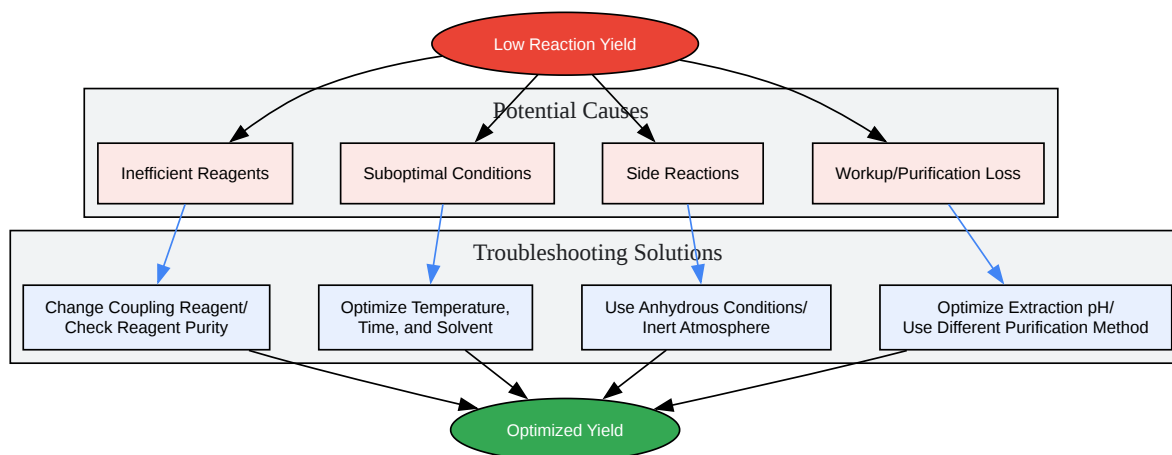 Low Reaction Yield
Potential Causes
Inefficient Reagents
Suboptimal Conditions
Side Reactions
Workup/Purification Loss
Troubleshooting Solutions
Change Coupling Reagent/
Check Reagent Purity
Optimize Temperature,
Time, and Solvent
Use Anhydrous Conditions/
Inert Atmosphere
Optimize Extraction pH/
Use Different Purification Method
Optimized Yield